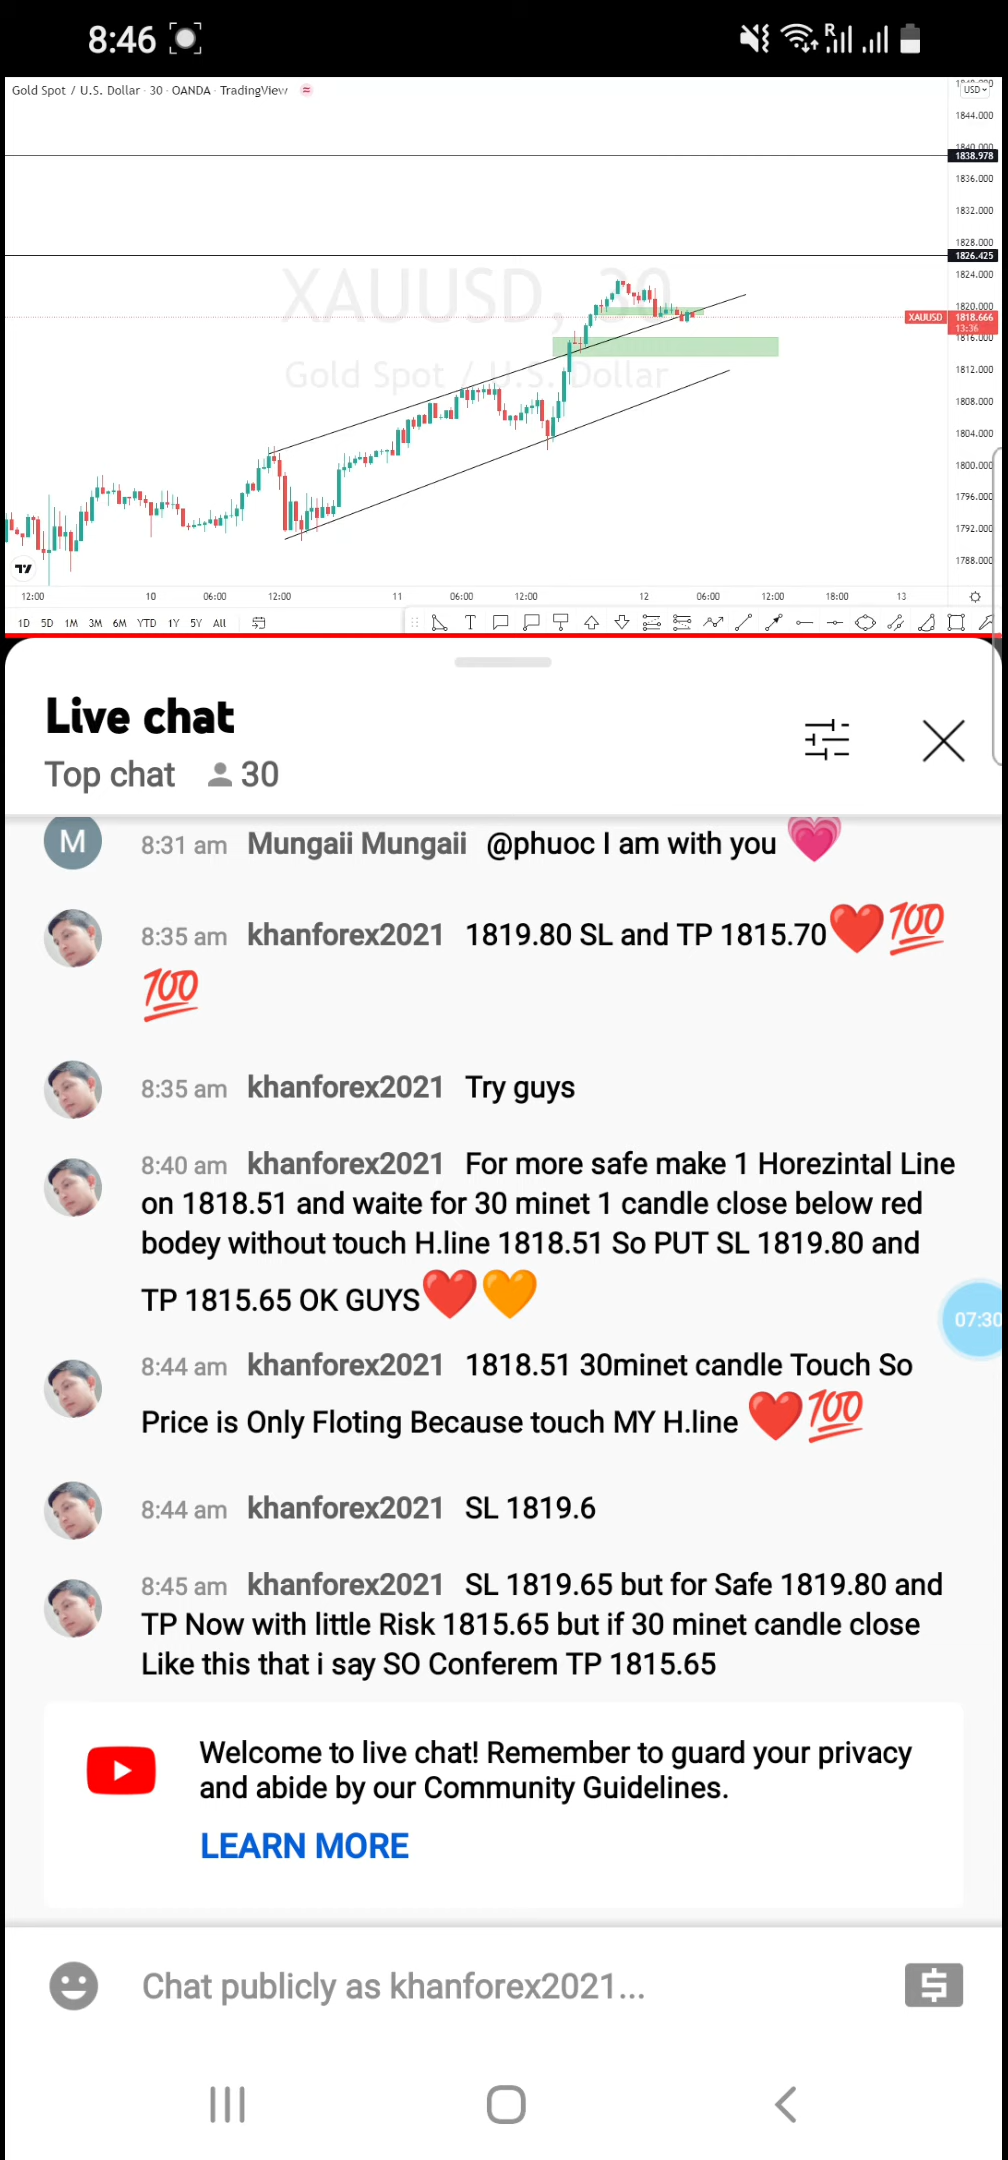 8:46
R
Gold Spot / U.S. Dollar · 30 · OANDA · TradingView
USD
1844.000
1840.000
1838.978
1836.000
1832.000
1828.000
1826.425
1824.000
XAUUSD, 30
1820.000
XAUUSD 1818.666
13:36
1816.000
Gold Spot / U.S. Dollar
1812.000
1808.000
1804.000
1800.000
1796.000
1792.000
1788.000
12:00 10 06:00 12:00 11 06:00 12:00 12 06:00 12:00 18:00 13
1D 5D 1M 3M 6M YTD 1Y 5Y All
T
Live chat
Top chat 30
M
8:31 am Mungaii Mungaii @phuoc I am with you 💗
8:35 am khanforex2021 1819.80 SL and TP 1815.70❤️💯
💯
8:35 am khanforex2021 Try guys
8:40 am khanforex2021 For more safe make 1 Horezintal Line
on 1818.51 and waite for 30 minet 1 candle close below red
bodey without touch H.line 1818.51 So PUT SL 1819.80 and
TP 1815.65 OK GUYS❤️🧡
07:30
8:44 am khanforex2021 1818.51 30minet candle Touch So
Price is Only Floting Because touch MY H.line ❤️💯
8:44 am khanforex2021 SL 1819.6
8:45 am khanforex2021 SL 1819.65 but for Safe 1819.80 and
TP Now with little Risk 1815.65 but if 30 minet candle close
Like this that i say SO Conferem TP 1815.65
Welcome to live chat! Remember to guard your privacy
and abide by our Community Guidelines.
LEARN MORE
Chat publicly as khanforex2021...